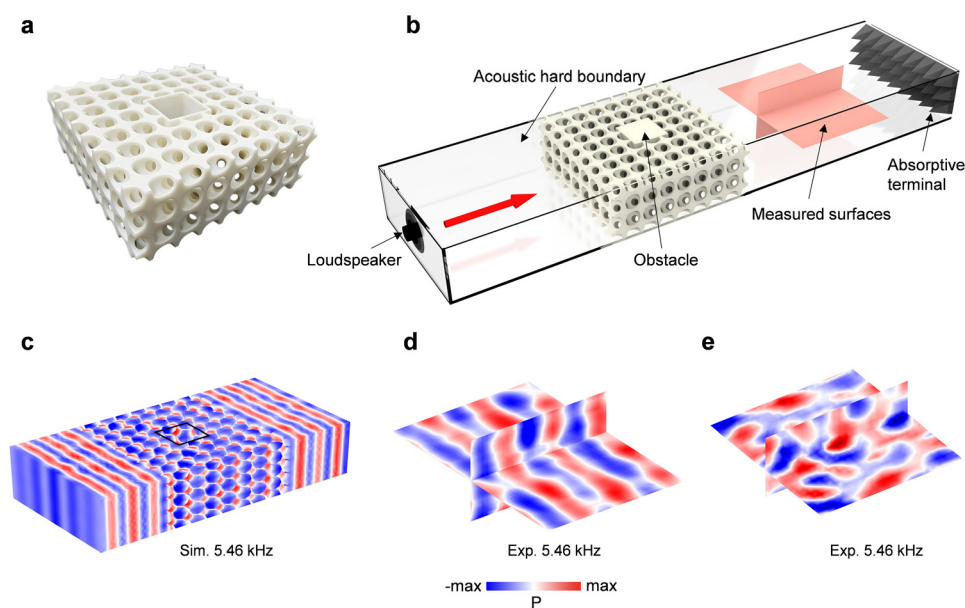 a
b
Acoustic hard boundary
Absorptive
terminal
Measured surfaces
Loudspeaker
Obstacle
c
d
e
Sim. 5.46 kHz
Exp. 5.46 kHz
Exp. 5.46 kHz
-max
max
P